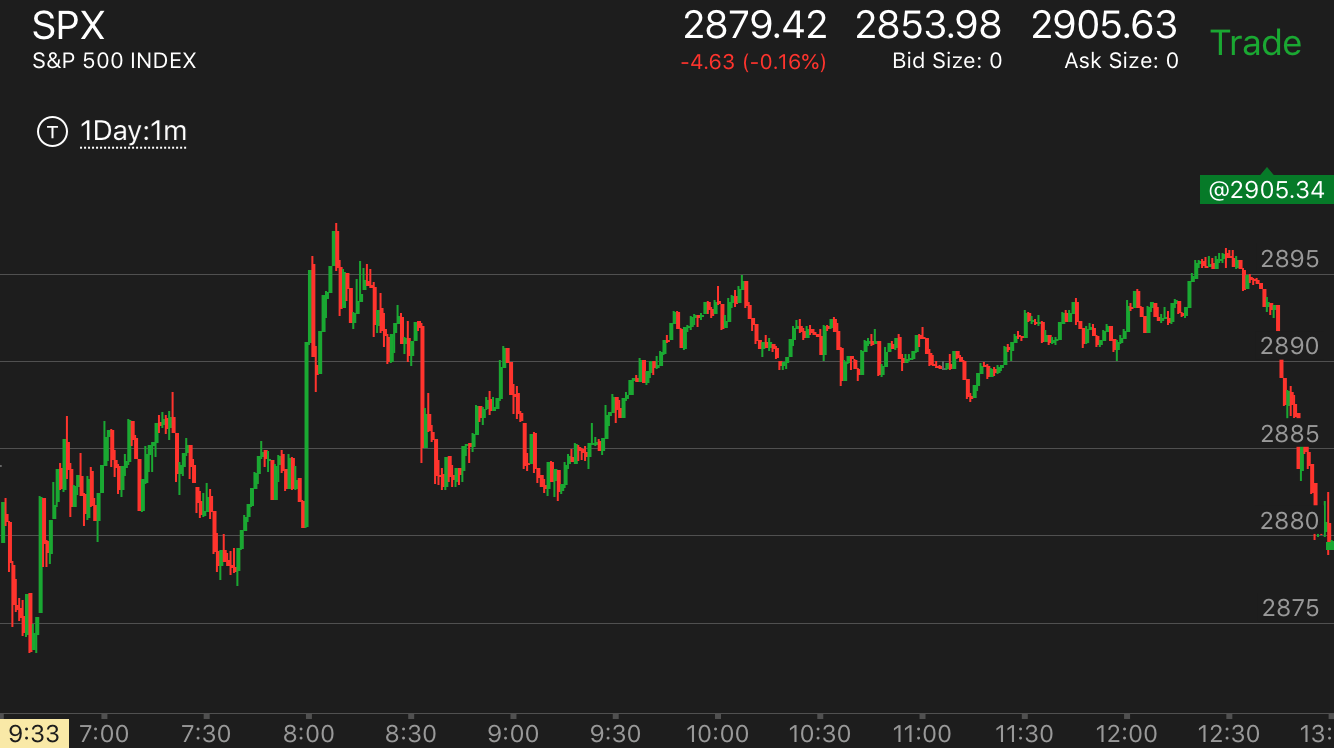 SPX 2879.42 2853.98 2905.63 Trade
S&P 500 INDEX -4.63 (-0.16%) Bid Size: 0 Ask Size: 0
T 1Day:1m
@2905.34
2895
2890
2885
2880
2875
9:33 7:00 7:30 8:00 8:30 9:00 9:30 10:00 10:30 11:00 11:30 12:00 12:30 13: